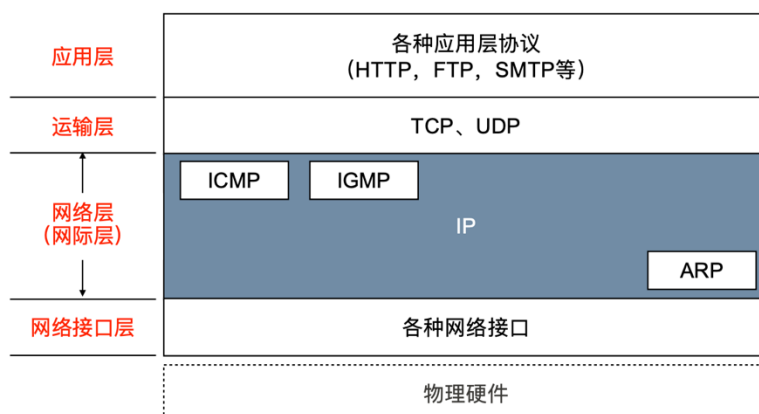 应用层
各种应用层协议
（HTTP，FTP，SMTP等）
运输层
TCP、UDP
ICMP
IGMP
网络层
（网际层）
IP
ARP
网络接口层
各种网络接口
物理硬件